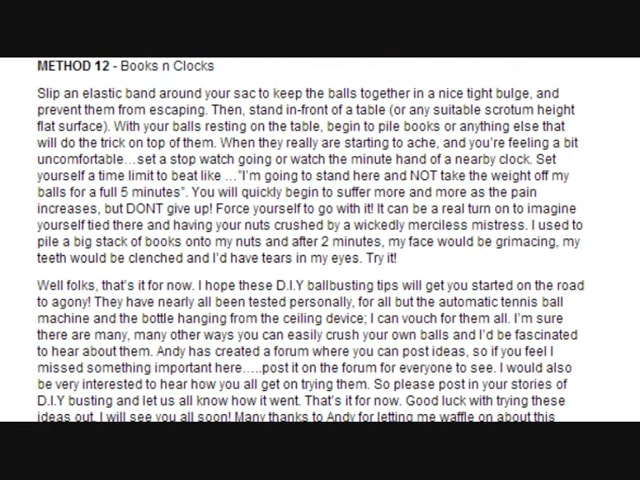 METHOD 12 - Books n Clocks
Slip an elastic band around your sac to keep the balls together in a nice tight bulge, and
prevent them from escaping. Then, stand in-front of a table (or any suitable scrotum height
flat surface). With your balls resting on the table, begin to pile books or anything else that
will do the trick on top of them. When they really are starting to ache, and you're feeling a bit
uncomfortable…set a stop watch going or watch the minute hand of a nearby clock. Set
yourself a time limit to beat like …"I'm going to stand here and NOT take the weight off my
balls for a full 5 minutes". You will quickly begin to suffer more and more as the pain
increases, but DONT give up! Force yourself to go with it! It can be a real turn on to imagine
yourself tied there and having your nuts crushed by a wickedly merciless mistress. I used to
pile a big stack of books onto my nuts and after 2 minutes, my face would be grimacing, my
teeth would be clenched and I'd have tears in my eyes. Try it!
Well folks, that's it for now. I hope these D.I.Y ballbusting tips will get you started on the road
to agony! They have nearly all been tested personally, for all but the automatic tennis ball
machine and the bottle hanging from the ceiling device; I can vouch for them all. I'm sure
there are many, many other ways you can easily crush your own balls and I'd be fascinated
to hear about them. Andy has created a forum where you can post ideas, so if you feel I
missed something important here…..post it on the forum for everyone to see. I would also
be very interested to hear how you all get on trying them. So please post in your stories of
D.I.Y busting and let us all know how it went. That's it for now. Good luck with trying these
ideas out. I will see you all soon! Many thanks to Andy for letting me waffle on about this